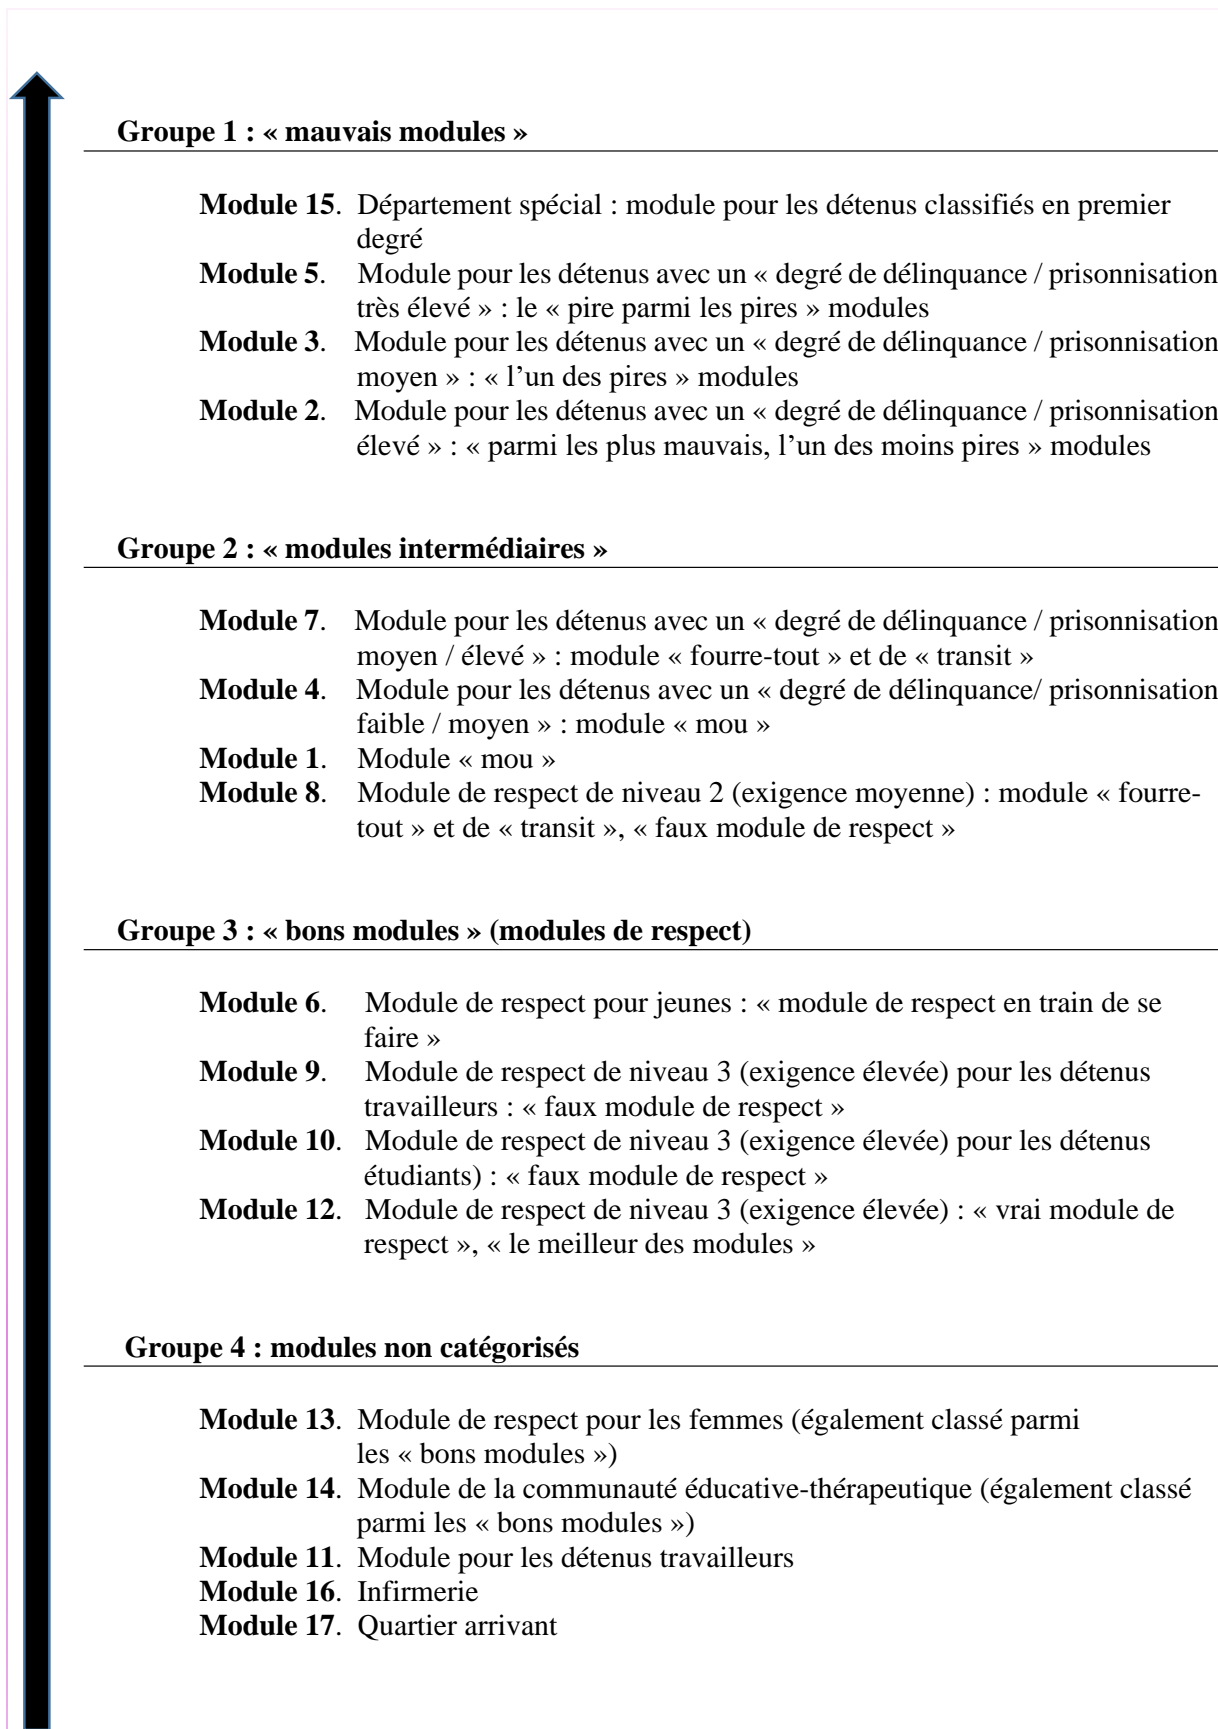 Groupe 1 : « mauvais modules »
Module 15. Département spécial : module pour les détenus classifiés en premier
degré
Module 5. Module pour les détenus avec un « degré de délinquance / prisonnisation
très élevé » : le « pire parmi les pires » modules
Module 3. Module pour les détenus avec un « degré de délinquance / prisonnisation
moyen » : « l’un des pires » modules
Module 2. Module pour les détenus avec un « degré de délinquance / prisonnisation
élevé » : « parmi les plus mauvais, l’un des moins pires » modules
Groupe 2 : « modules intermédiaires »
Module 7. Module pour les détenus avec un « degré de délinquance / prisonnisation
moyen / élevé » : module « fourre-tout » et de « transit »
Module 4. Module pour les détenus avec un « degré de délinquance/ prisonnisation
faible / moyen » : module « mou »
Module 1. Module « mou »
Module 8. Module de respect de niveau 2 (exigence moyenne) : module « fourre-
tout » et de « transit », « faux module de respect »
Groupe 3 : « bons modules » (modules de respect)
Module 6. Module de respect pour jeunes : « module de respect en train de se
faire »
Module 9. Module de respect de niveau 3 (exigence élevée) pour les détenus
travailleurs : « faux module de respect »
Module 10. Module de respect de niveau 3 (exigence élevée) pour les détenus
étudiants) : « faux module de respect »
Module 12. Module de respect de niveau 3 (exigence élevée) : « vrai module de
respect », « le meilleur des modules »
Groupe 4 : modules non catégorisés
Module 13. Module de respect pour les femmes (également classé parmi
les « bons modules »)
Module 14. Module de la communauté éducative-thérapeutique (également classé
parmi les « bons modules »)
Module 11. Module pour les détenus travailleurs
Module 16. Infirmerie
Module 17. Quartier arrivant